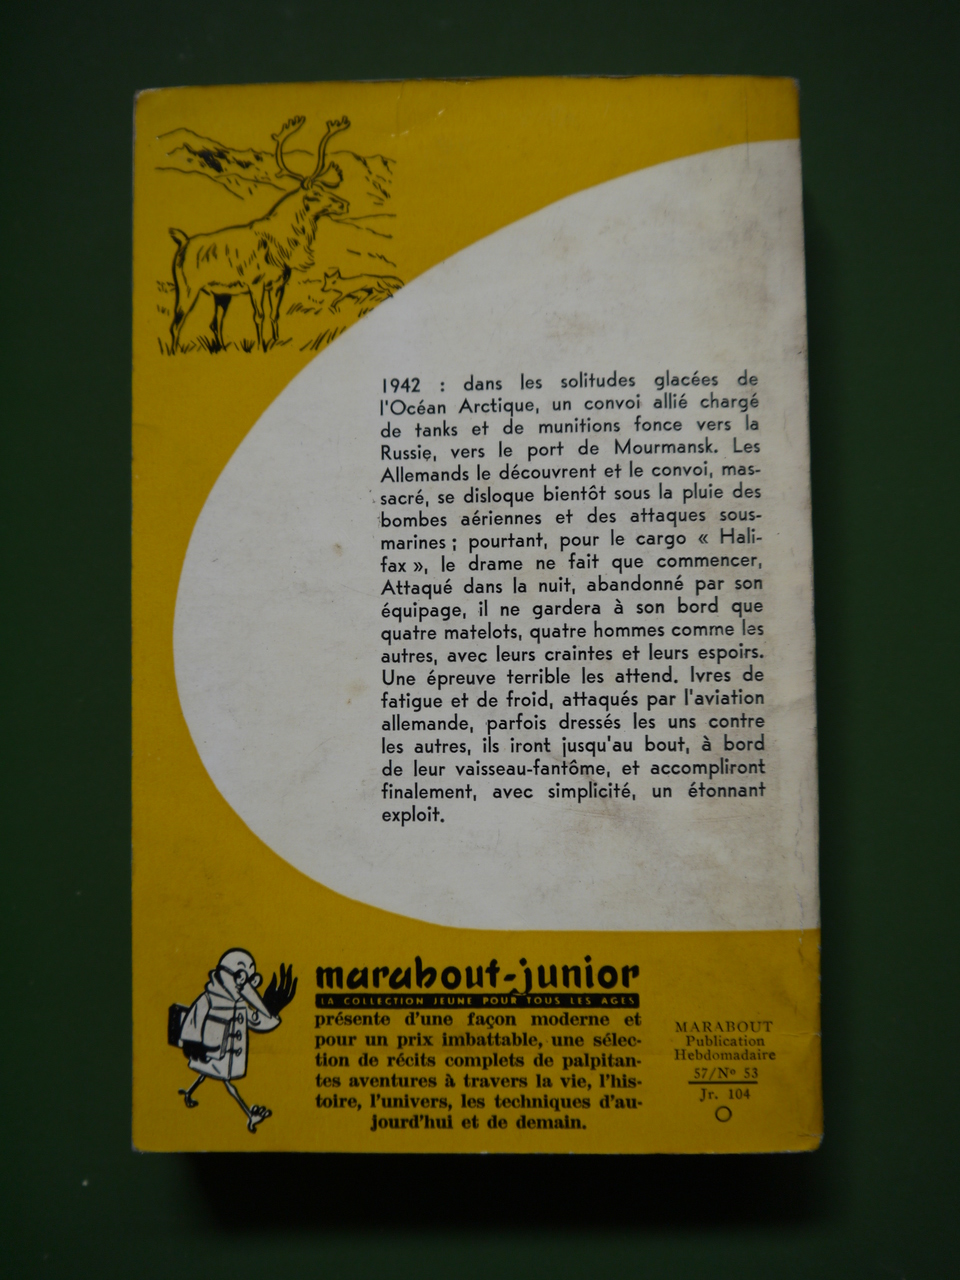 1942 : dans les solitudes glacées de
l'Océan Arctique, un convoi allié chargé
de tanks et de munitions fonce vers la
Russie, vers le port de Mourmansk. Les
Allemands le découvrent et le convoi, mas-
sacré, se disloque bientôt sous la pluie des
bombes aériennes et des attaques sous-
marines ; pourtant, pour le cargo « Hali-
fax », le drame ne fait que commencer,
Attaqué dans la nuit, abandonné par son
équipage, il ne gardera à son bord que
quatre matelots, quatre hommes comme les
autres, avec leurs craintes et leurs espoirs.
Une épreuve terrible les attend. Ivres de
fatigue et de froid, attaqués par l'aviation
allemande, parfois dressés les uns contre
les autres, ils iront jusqu'au bout, à bord
de leur vaisseau-fantôme, et accompliront
finalement, avec simplicité, un étonnant
exploit.
marabout-junior
LA COLLECTION JEUNE POUR TOUS LES AGES
présente d'une façon moderne et
pour un prix imbattable, une sélec-
tion de récits complets de palpitan-
tes aventures à travers la vie, l'his-
toire, l'univers, les techniques d'au-
jourd'hui et de demain.
MARABOUT
Publication
Hebdomadaire
57/Nº 53
Jr. 104